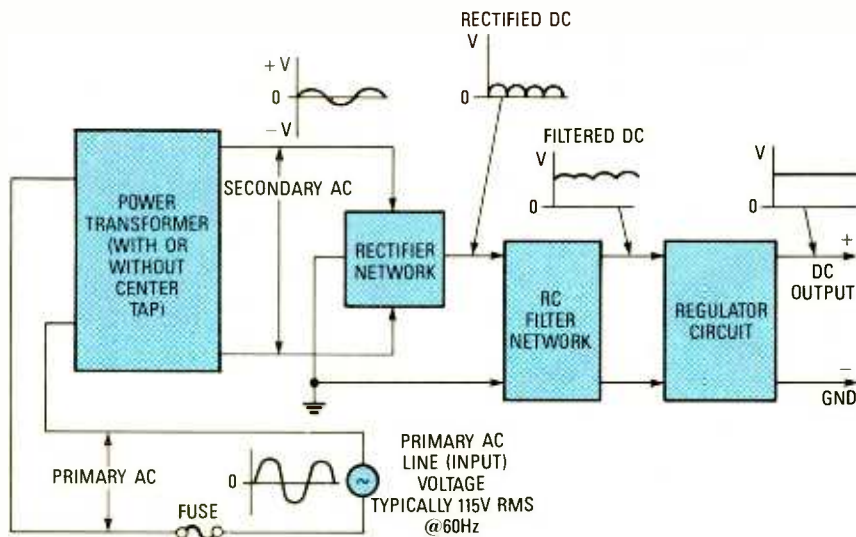 RECTIFIED DC
V
0
+V
0
−V
FILTERED DC
V
0
V
0
POWER
TRANSFORMER
(WITH OR
WITHOUT
CENTER
TAP)
SECONDARY AC
RECTIFIER
NETWORK
RC
FILTER
NETWORK
REGULATOR
CIRCUIT
+
DC
OUTPUT
−
GND
PRIMARY AC
FUSE
0
~
PRIMARY AC
LINE (INPUT)
VOLTAGE
TYPICALLY 115V RMS
@60Hz